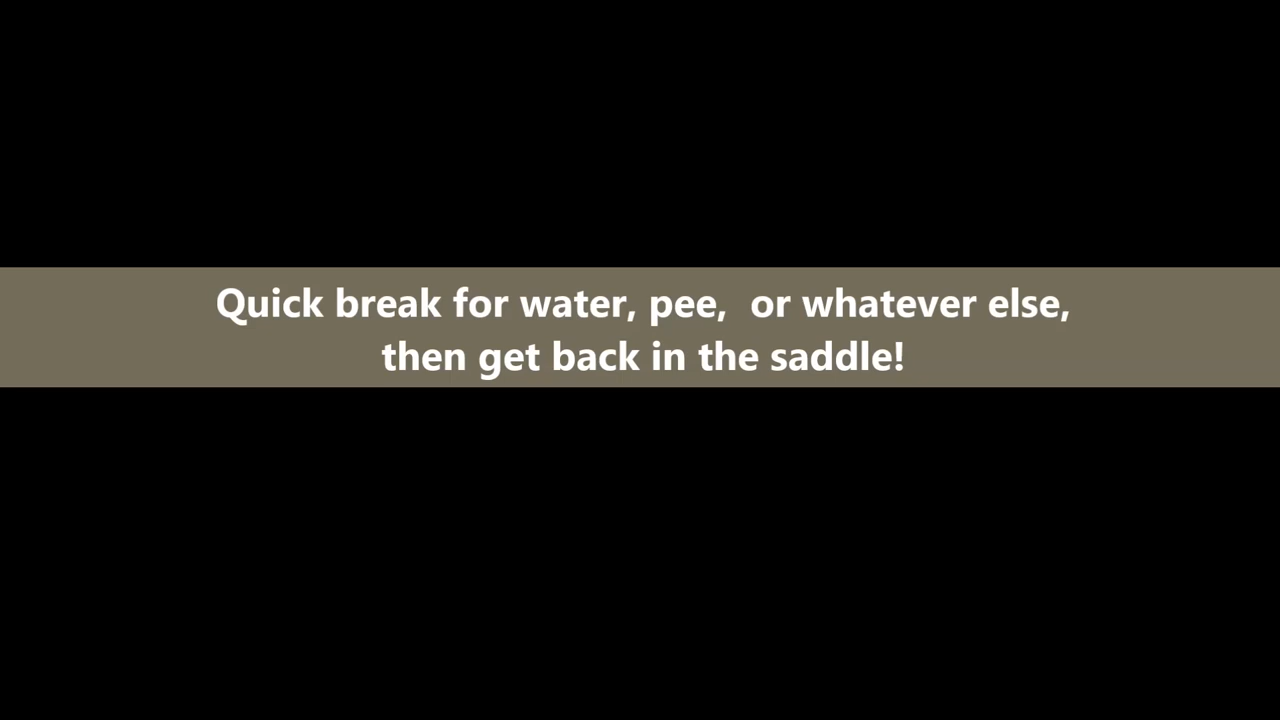 Quick break for water, pee,  or whatever else,
then get back in the saddle!